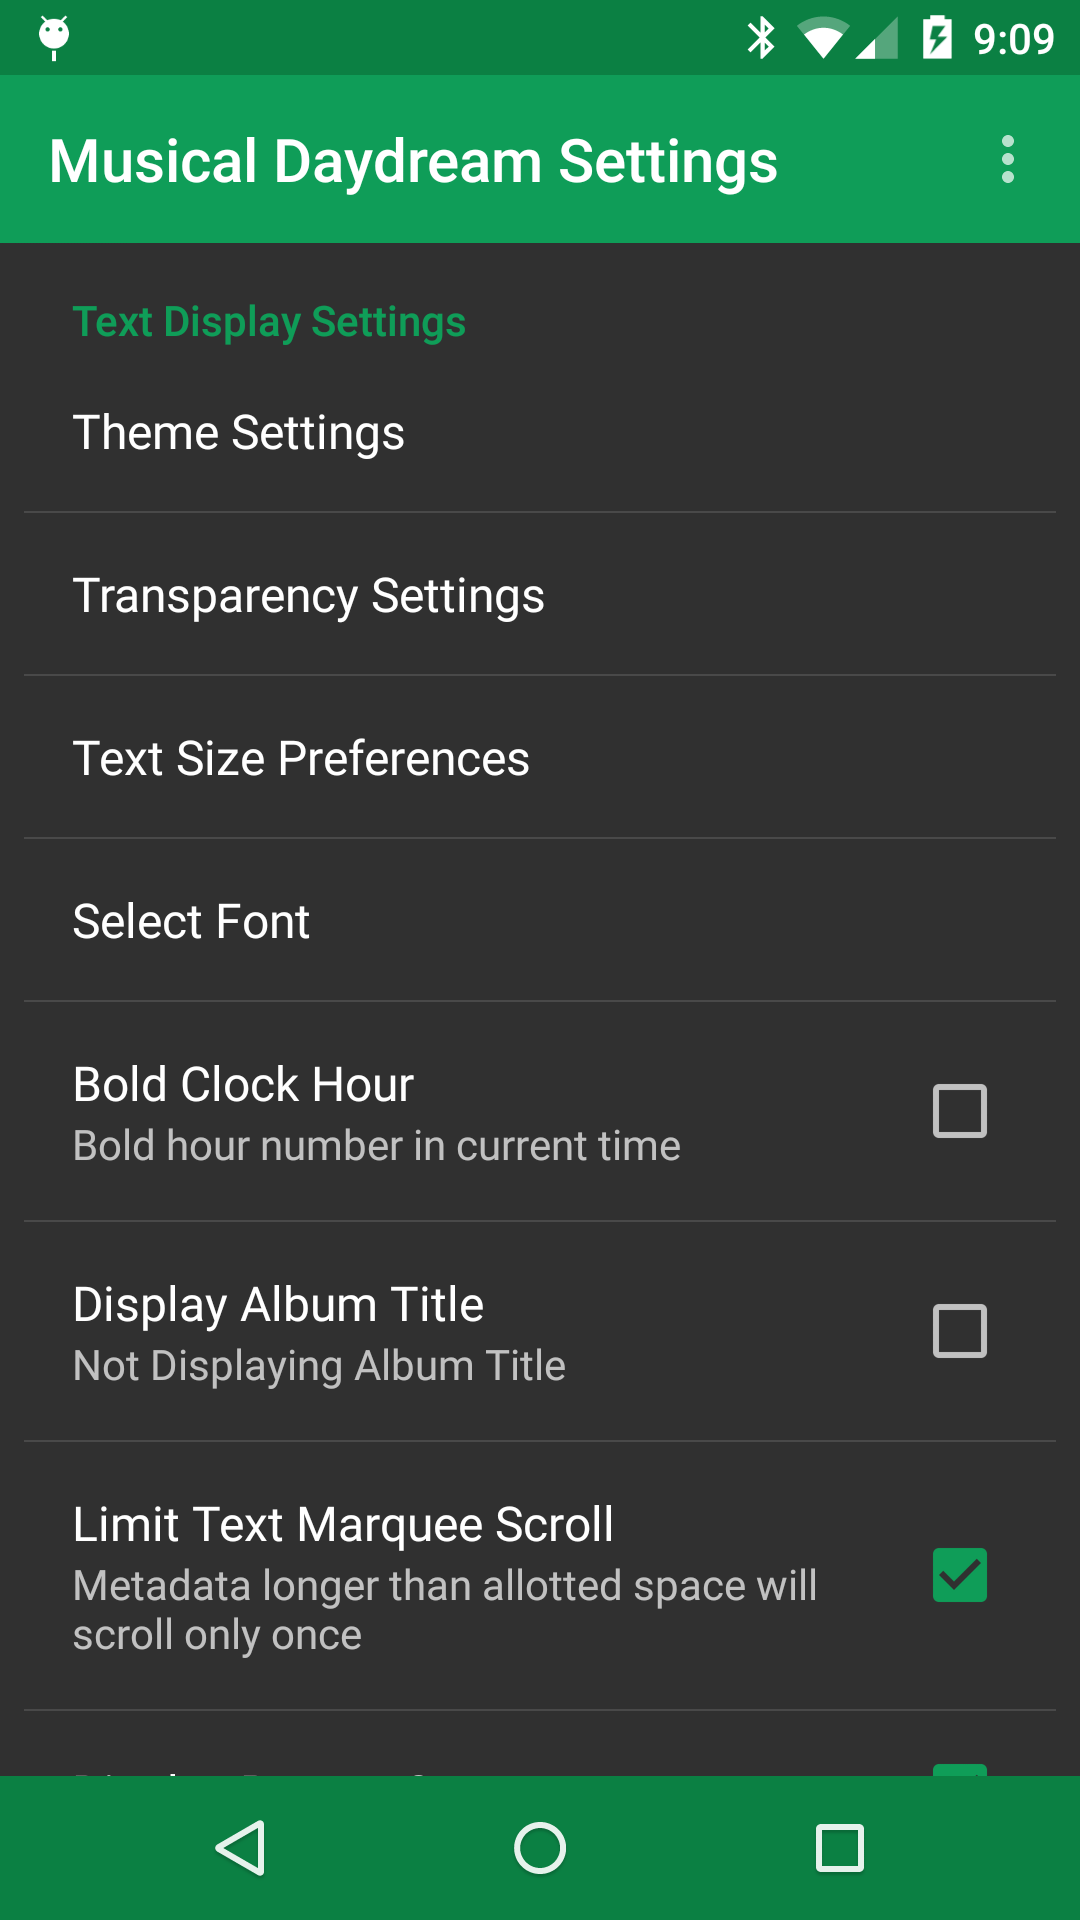 9:09
Musical Daydream Settings
Text Display Settings
Theme Settings
Transparency Settings
Text Size Preferences
Select Font
Bold Clock Hour
Bold hour number in current time
Display Album Title
Not Displaying Album Title
Limit Text Marquee Scroll
Metadata longer than allotted space will
scroll only once